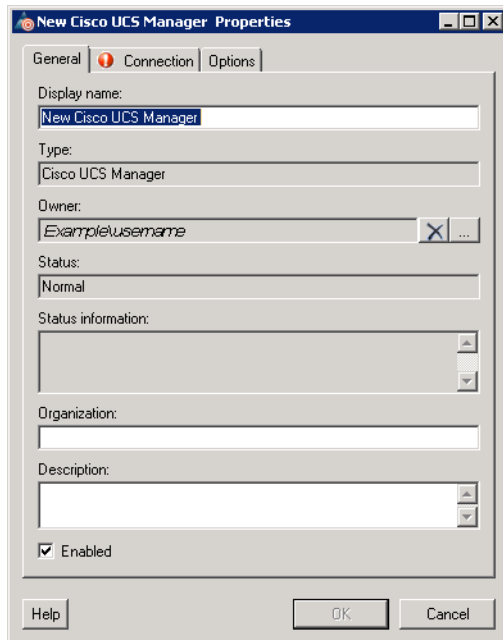 New Cisco UCS Manager Properties
General Connection Options
Display name:
New Cisco UCS Manager
Type:
Cisco UCS Manager
Owner:
Example\username
...
Status:
Normal
Status information:
Organization:
Description:
Enabled
Help OK Cancel